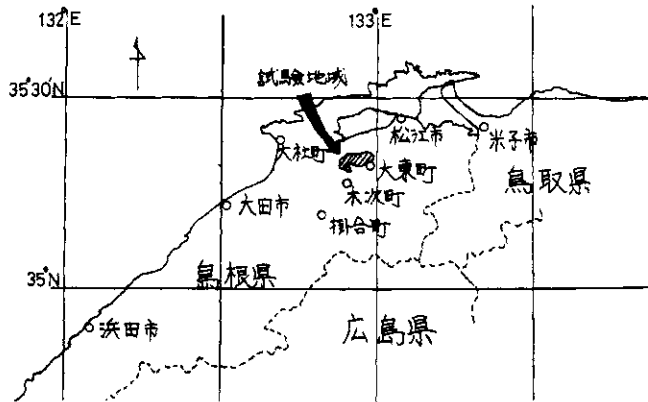 132°E
133°E
35°30'N
試験地域
松江市
米子市
大社町
大東町
鳥取県
木次町
大田市
掛合町
35°N
島根県
浜田市
広島県